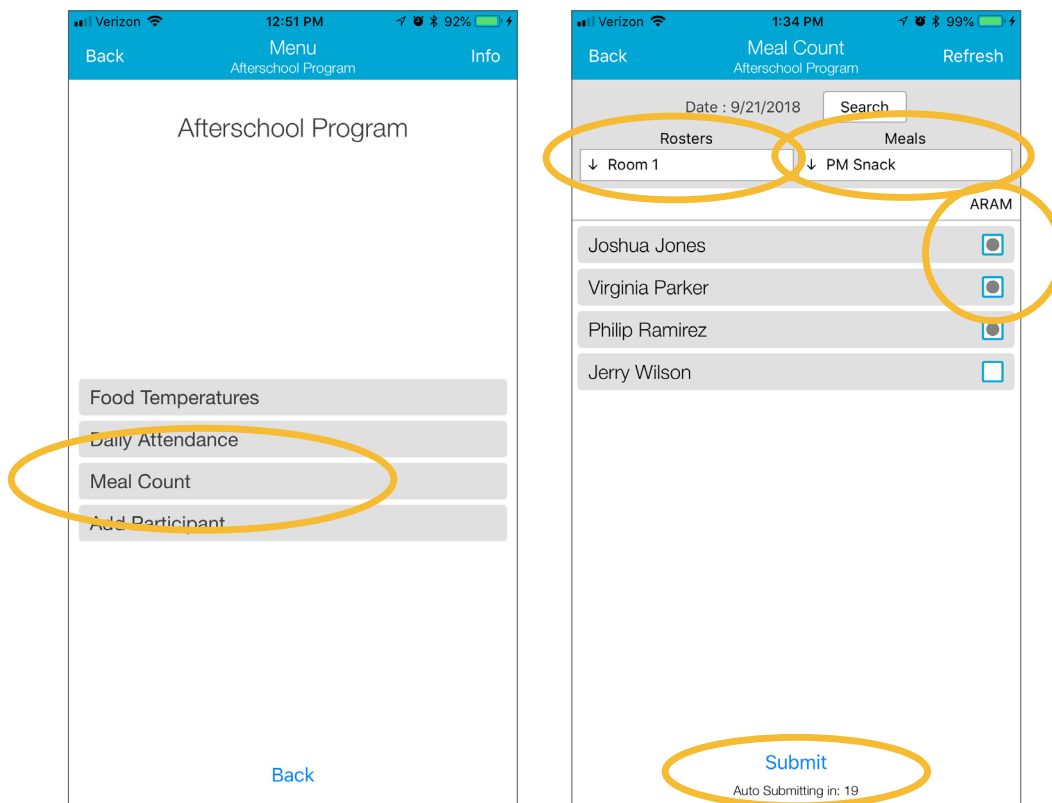 Verizon 12:51 PM 92%
Back Menu Info
Afterschool Program
Afterschool Program
Food Temperatures
Daily Attendance
Meal Count
Add Participant
Back
Verizon 1:34 PM 99%
Back Meal Count Refresh
Afterschool Program
Date : 9/21/2018 Search
Rosters Meals
↓ Room 1 ↓ PM Snack
ARAM
Joshua Jones
Virginia Parker
Philip Ramirez
Jerry Wilson
Submit
Auto Submitting in: 19